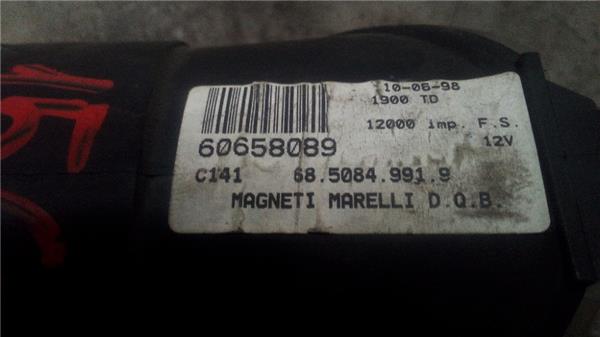 10-06-98
1900 TD
12000 imp. F.S.
60658089
12V
C141 68.5084.991.9
MAGNETI MARELLI D.Q.B.